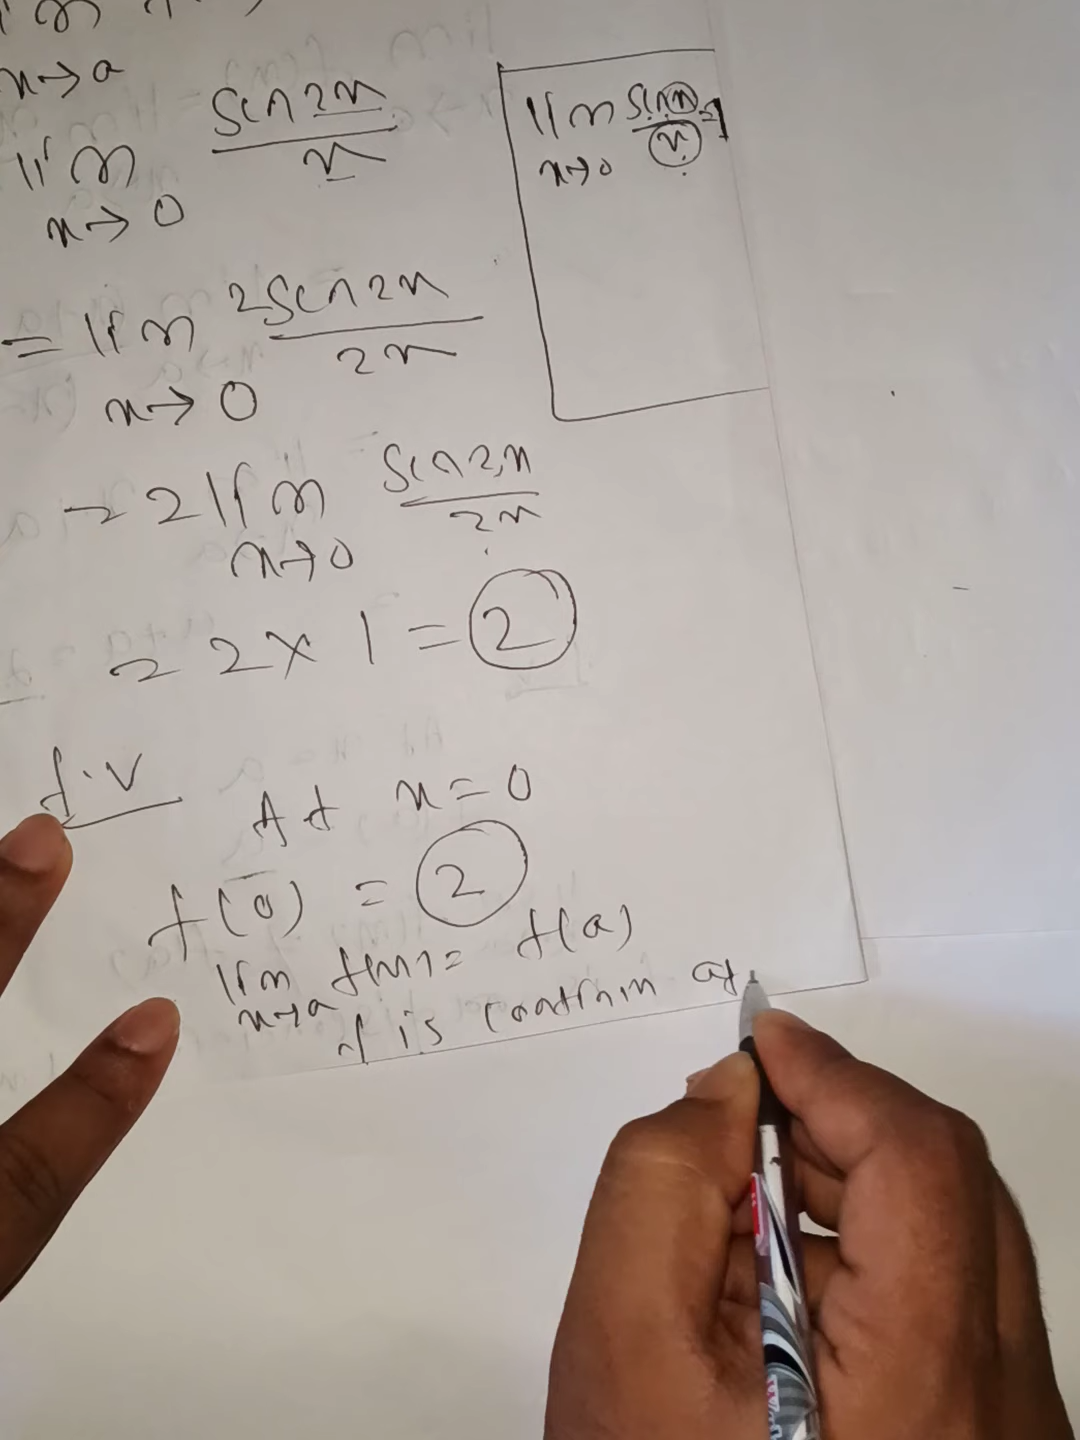 x→a
lim sin2x/x
x→0
= lim 2sin2x/2x
x→0
= 2 lim sin2x/2x
x→0
= 2 × 1 = 2
f.v
At x = 0
f(0) = 2
lim f(x) = f(a)
x→a
f is contnin at
lim sinx/x = 1
x→0